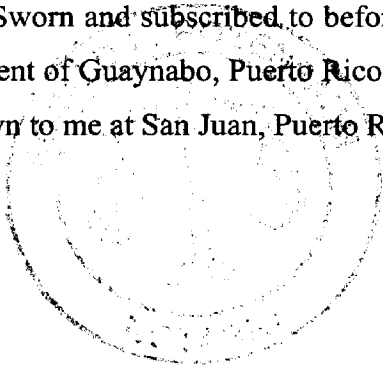 Sworn and subscribed to befor
ent of Guaynabo, Puerto Rico
n to me at San Juan, Puerto R